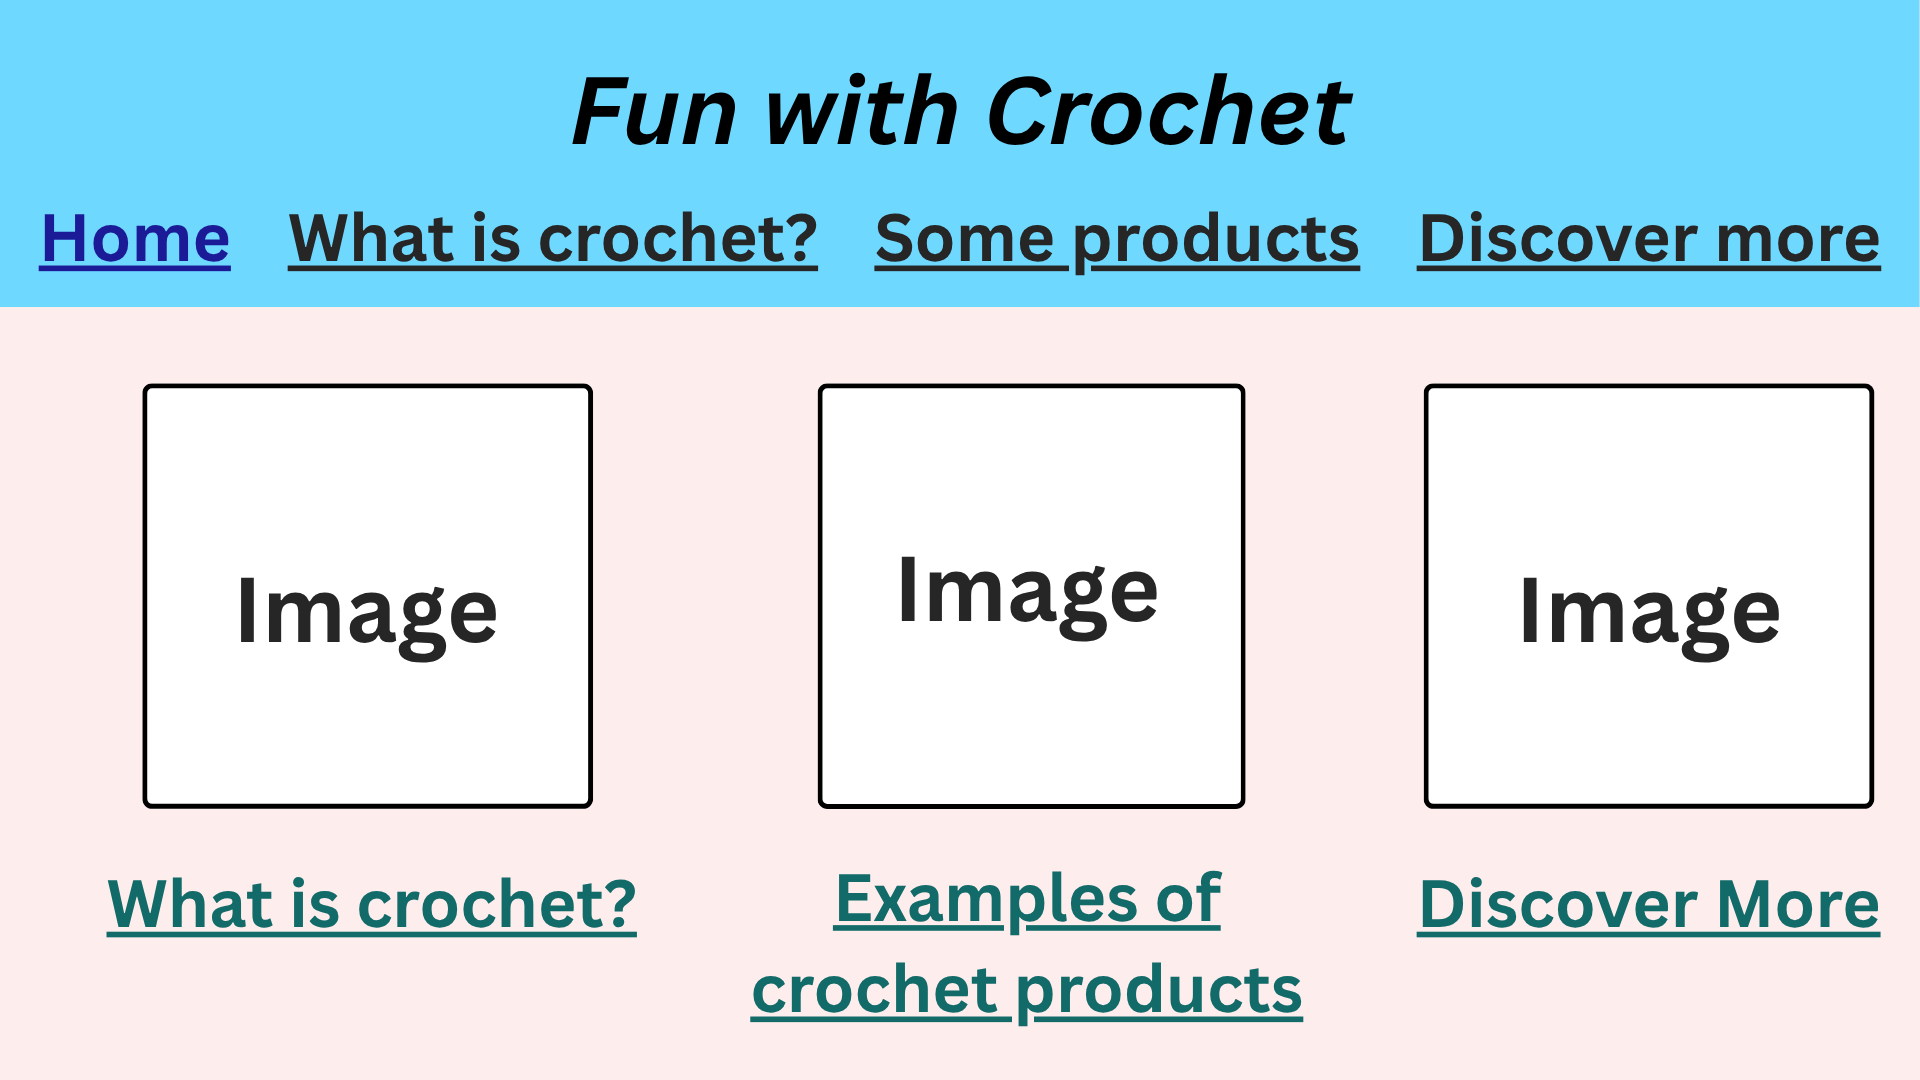 Fun with Crochet
Home What is crochet? Some products Discover more
Image Image Image
What is crochet? Examples of crochet products Discover More